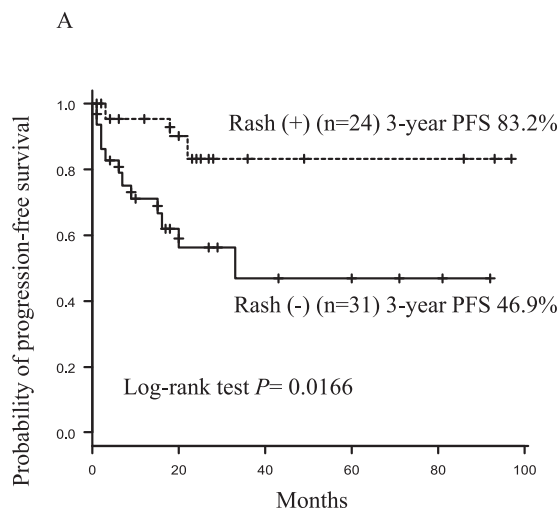 A
Probability of progression-free survival
1.0
0.8
0.6
0.4
0.2
0.0
Rash (+) (n=24) 3-year PFS 83.2%
Rash (-) (n=31) 3-year PFS 46.9%
Log-rank test P= 0.0166
0 20 40 60 80 100
Months